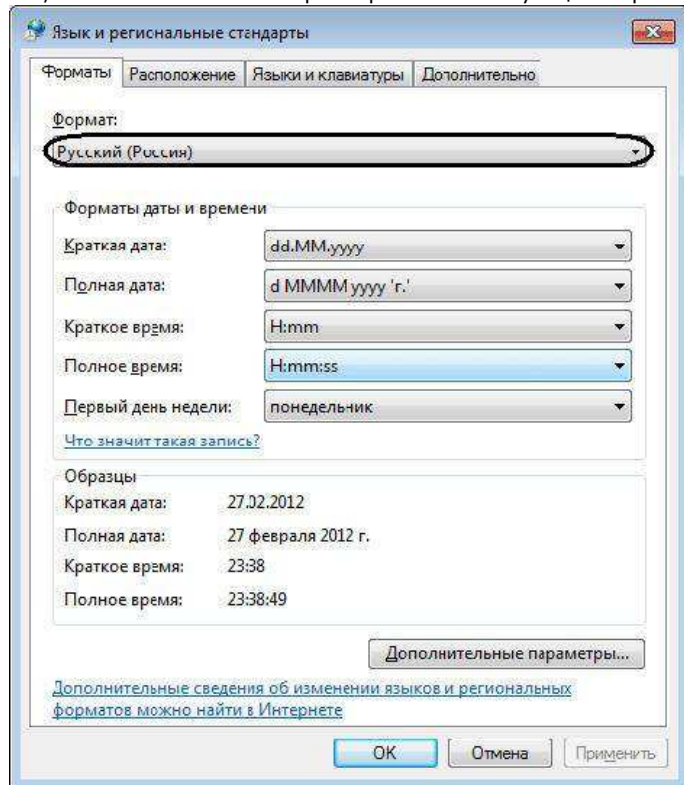 Язык и региональные стандарты
Форматы Расположение Языки и клавиатуры Дополнительно
Формат:
Русский (Россия)
Форматы даты и времени
Краткая дата: dd.MM.yyyy
Полная дата: d MMMM yyyy 'г.'
Краткое время: H:mm
Полное время: H:mm:ss
Первый день недели: понедельник
Что значит такая запись?
Образцы
Краткая дата: 27.02.2012
Полная дата: 27 февраля 2012 г.
Краткое время: 23:38
Полное время: 23:38:49
Дополнительные параметры...
Дополнительные сведения об изменении языков и региональных
форматов можно найти в Интернете
OK Отмена Применить